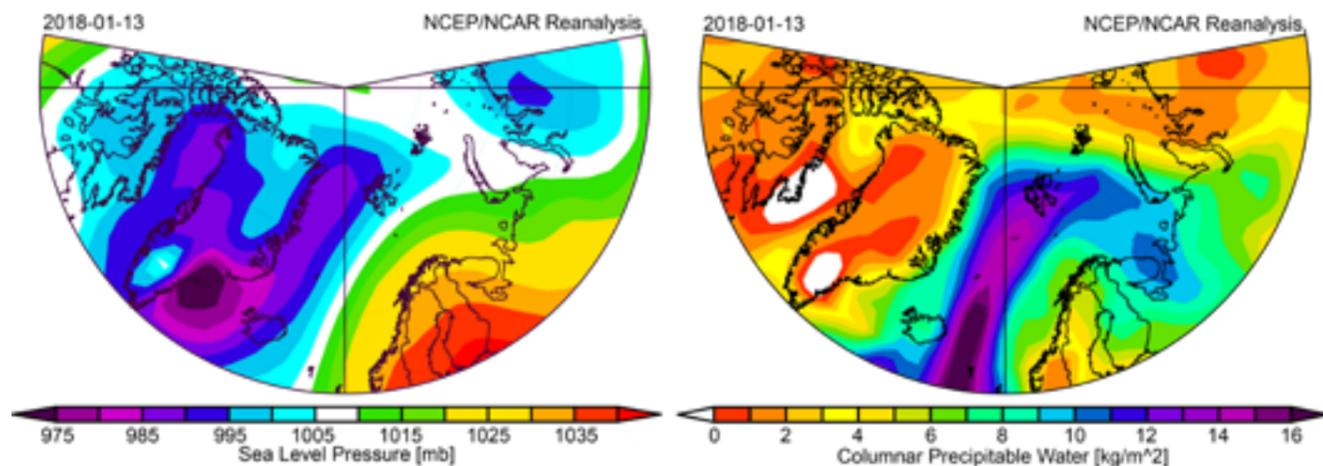 2018-01-13 NCEP/NCAR Reanalysis
975 985 995 1005 1015 1025 1035
Sea Level Pressure [mb]
2018-01-13 NCEP/NCAR Reanalysis
0 2 4 6 8 10 12 14 16
Columnar Precipitable Water [kg/m^2]